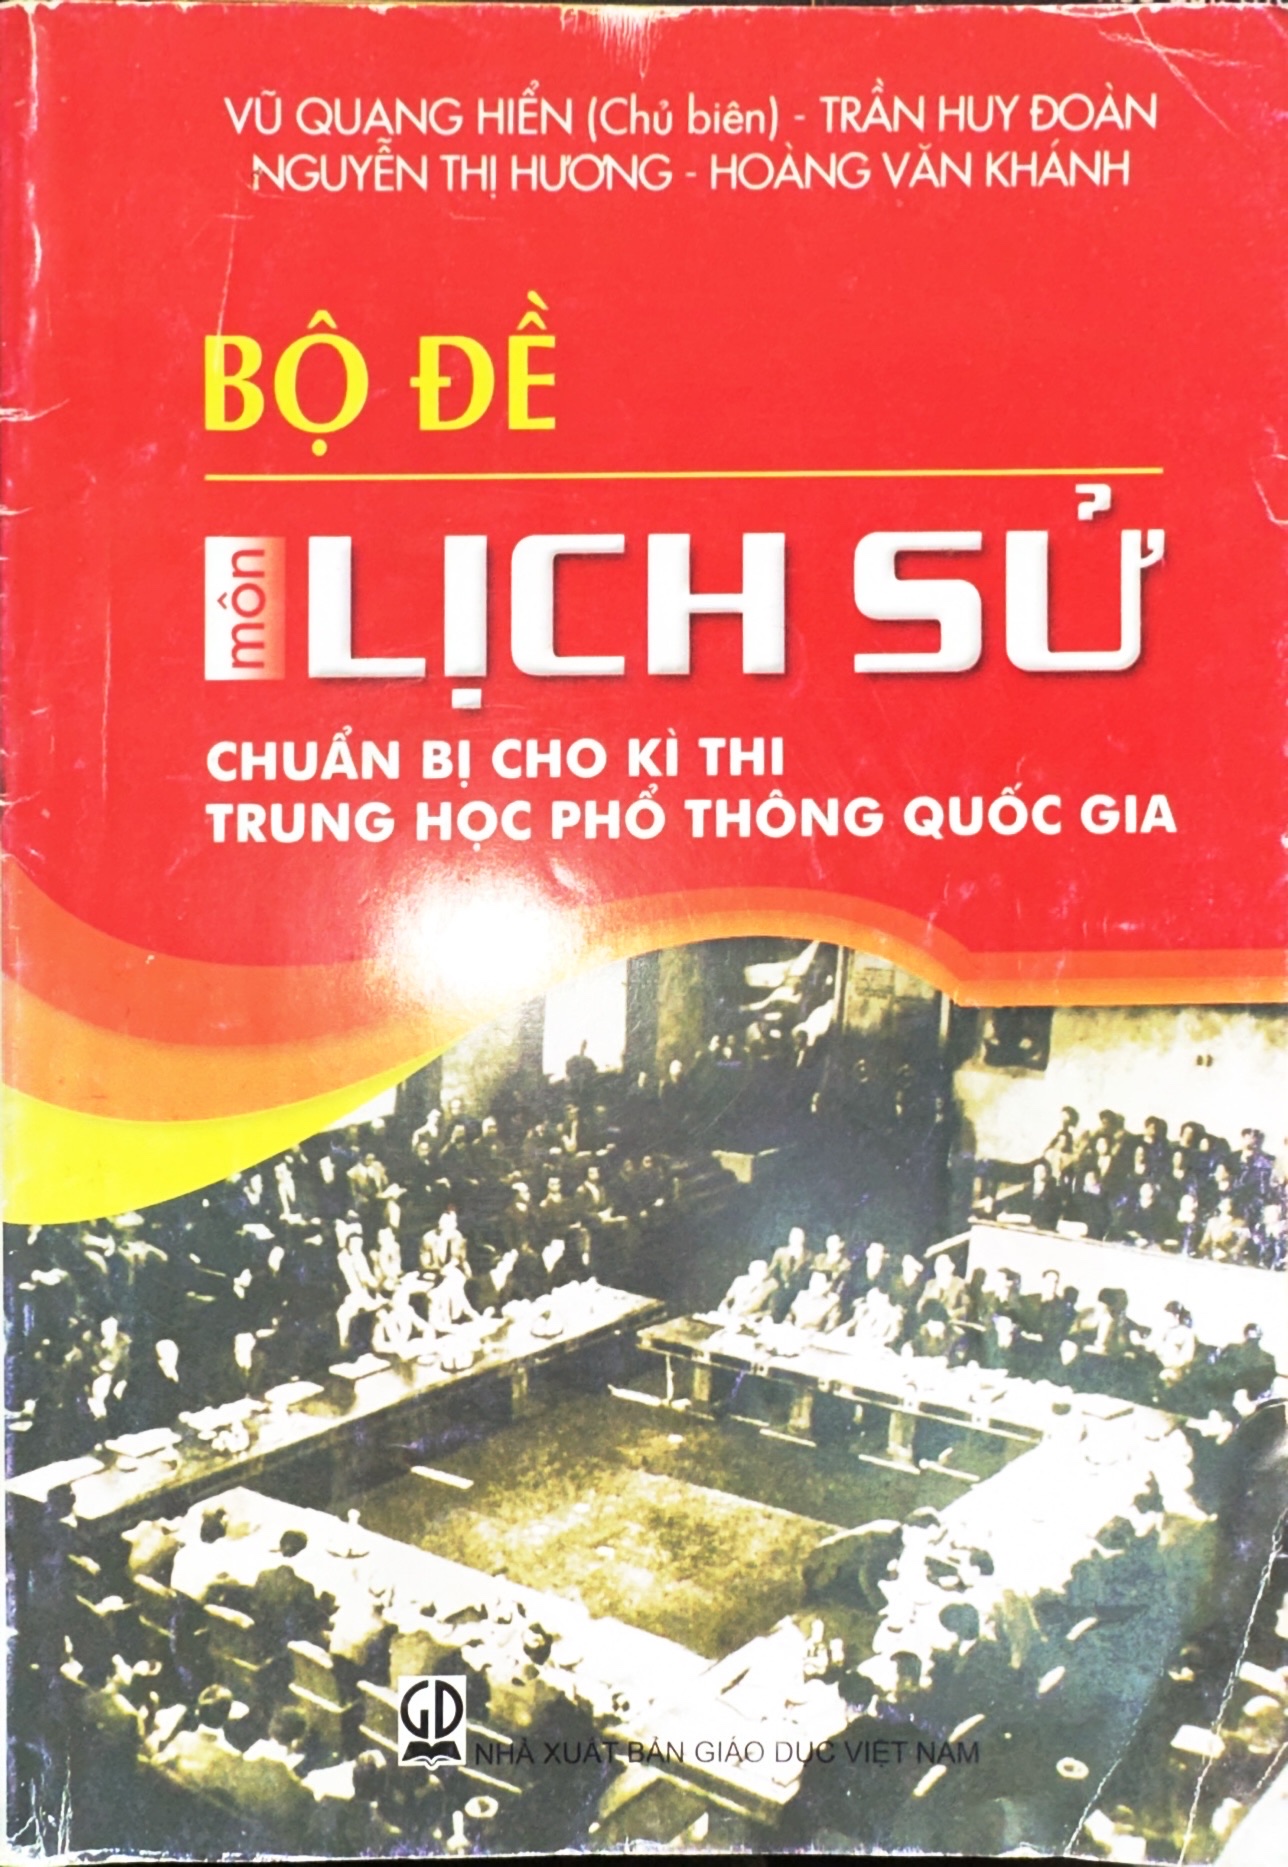 VŨ QUANG HIỂN (Chủ biên) - TRẦN HUY ĐOÀN
NGUYỄN THỊ HƯƠNG - HOÀNG VĂN KHÁNH
BỘ ĐỀ
môn LỊCH SỬ
CHUẨN BỊ CHO KÌ THI
TRUNG HỌC PHỔ THÔNG QUỐC GIA
GD NHÀ XUẤT BẢN GIÁO DỤC VIỆT NAM